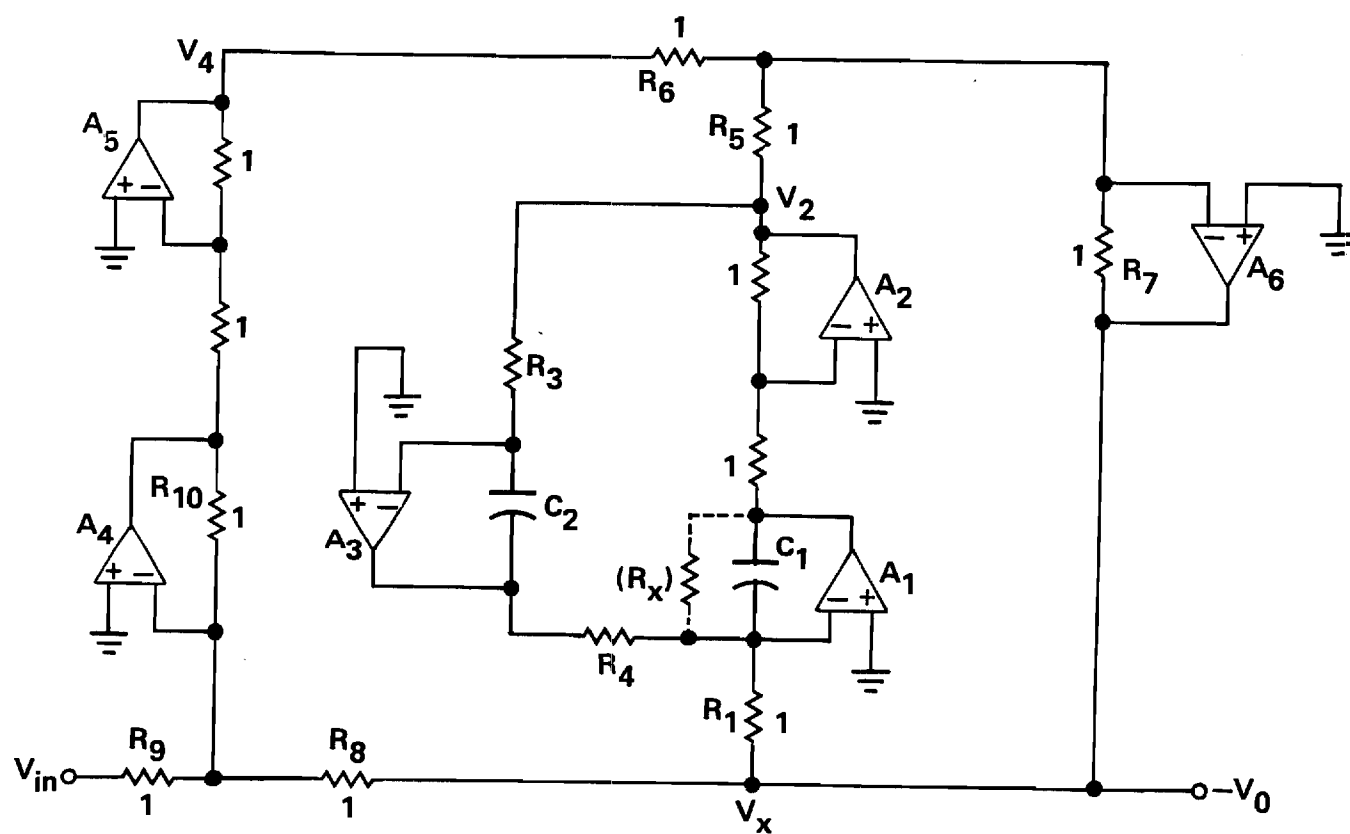 1
V4
R6
A5
+ −
1
R5 1
V2
− +
1
R7
A6
1
A2
− +
1
R3
1
R10
1
A4
+ −
+ −
A3
C2
(Rx)
C1
A1
− +
R4
R1 1
Vin
R9
1
R8
1
Vx
−V0